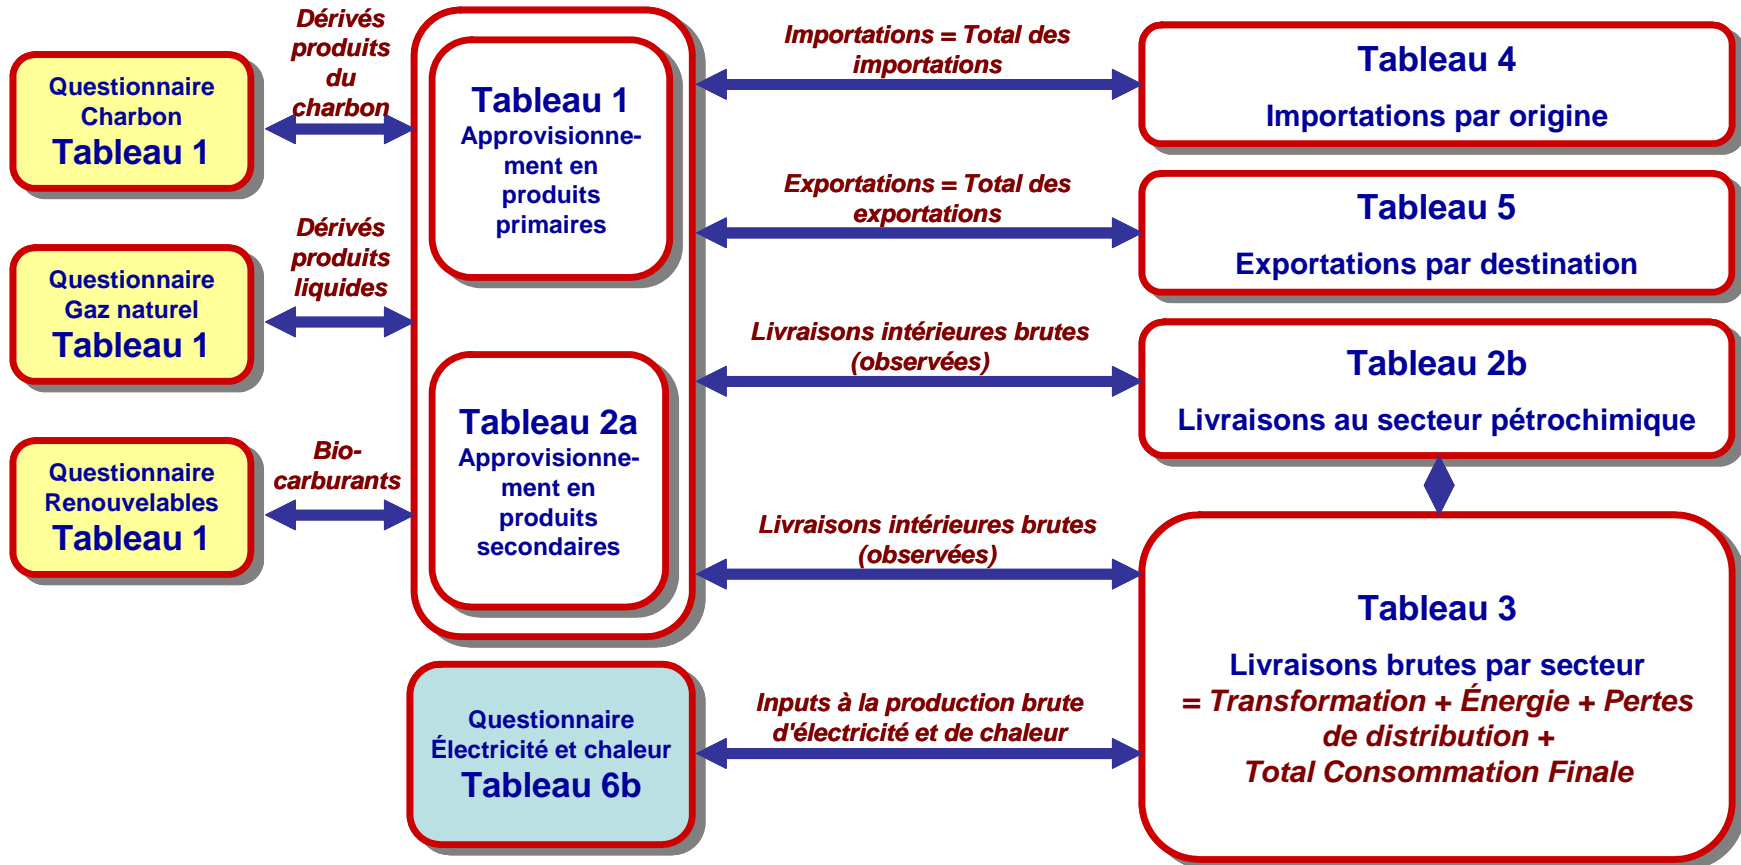 Questionnaire
Charbon
Tableau 1
Dérivés
produits
du
charbon
Questionnaire
Gaz naturel
Tableau 1
Dérivés
produits
liquides
Questionnaire
Renouvelables
Tableau 1
Bio-
carburants
Tableau 1
Approvisionne-
ment en
produits
primaires
Tableau 2a
Approvisionne-
ment en
produits
secondaires
Questionnaire
Électricité et chaleur
Tableau 6b
Importations = Total des
importations
Exportations = Total des
exportations
Livraisons intérieures brutes
(observées)
Livraisons intérieures brutes
(observées)
Inputs à la production brute
d'électricité et de chaleur
Tableau 4
Importations par origine
Tableau 5
Exportations par destination
Tableau 2b
Livraisons au secteur pétrochimique
Tableau 3
Livraisons brutes par secteur
= Transformation + Énergie + Pertes
de distribution +
Total Consommation Finale